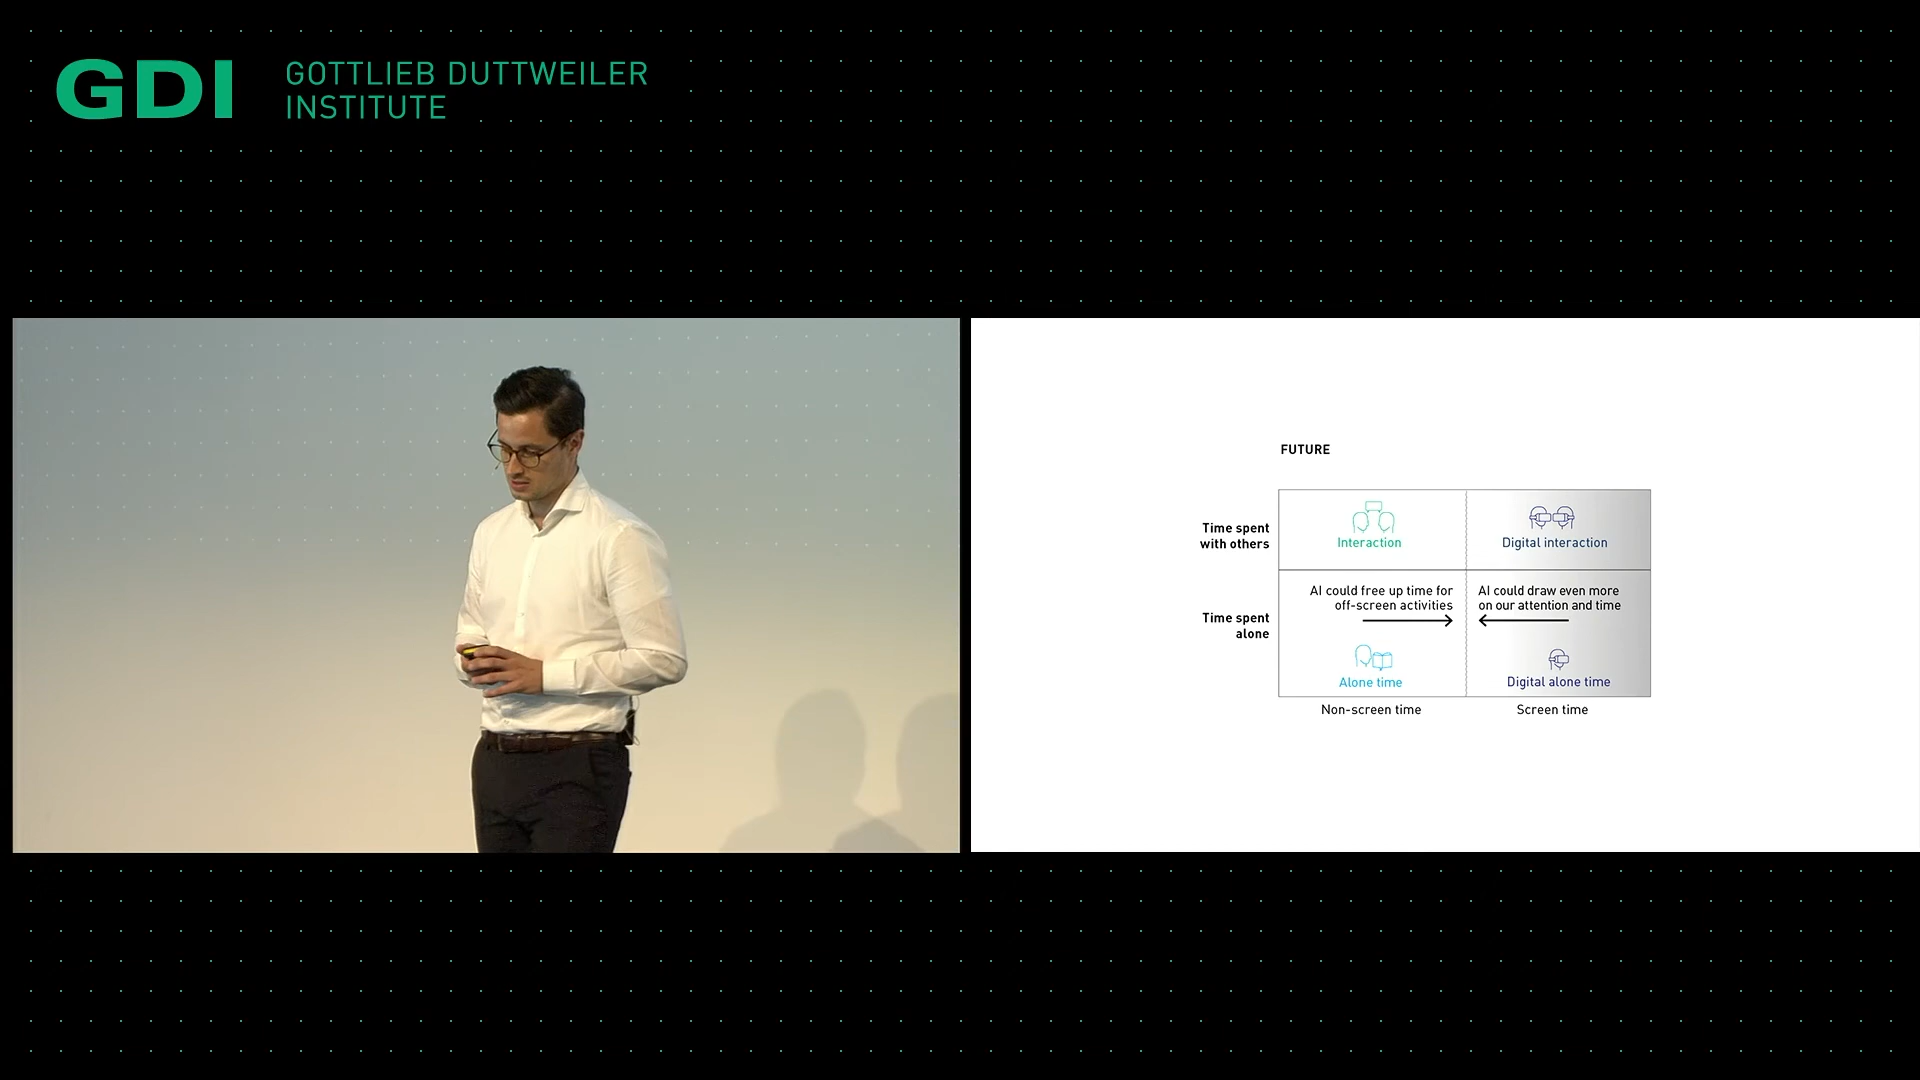 GDI
GOTTLIEB DUTTWEILER
INSTITUTE
FUTURE
Time spent
with others
Interaction
Digital interaction
Time spent
alone
AI could free up time for
off-screen activities
AI could draw even more
on our attention and time
Alone time
Digital alone time
Non-screen time
Screen time